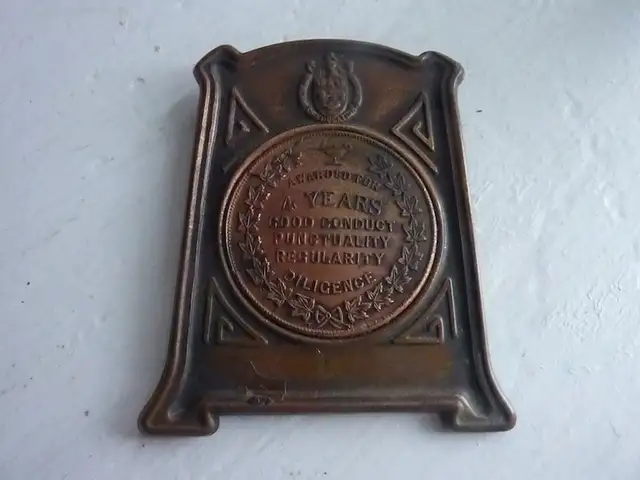 AWARDED FOR
4 YEARS
GOOD CONDUCT
PUNCTUALITY
REGULARITY
DILIGENCE